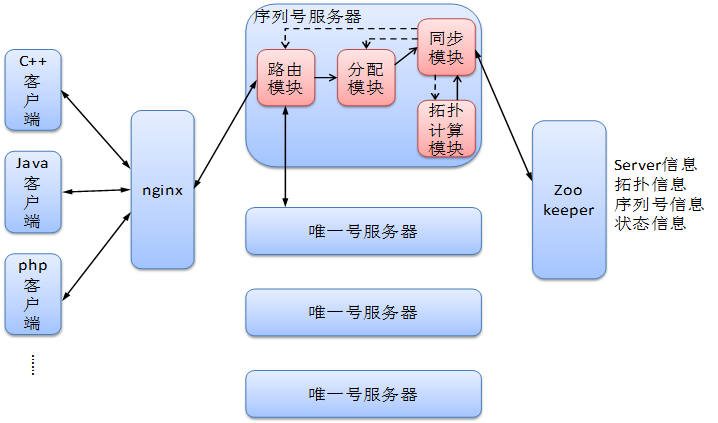 C++
客
户
端
Java
客
户
端
php
客
户
端
......
nginx
序列号服务器
路由
模块
分配
模块
同步
模块
拓扑
计算
模块
唯一号服务器
唯一号服务器
唯一号服务器
Zoo
keeper
Server信息
拓扑信息
序列号信息
状态信息